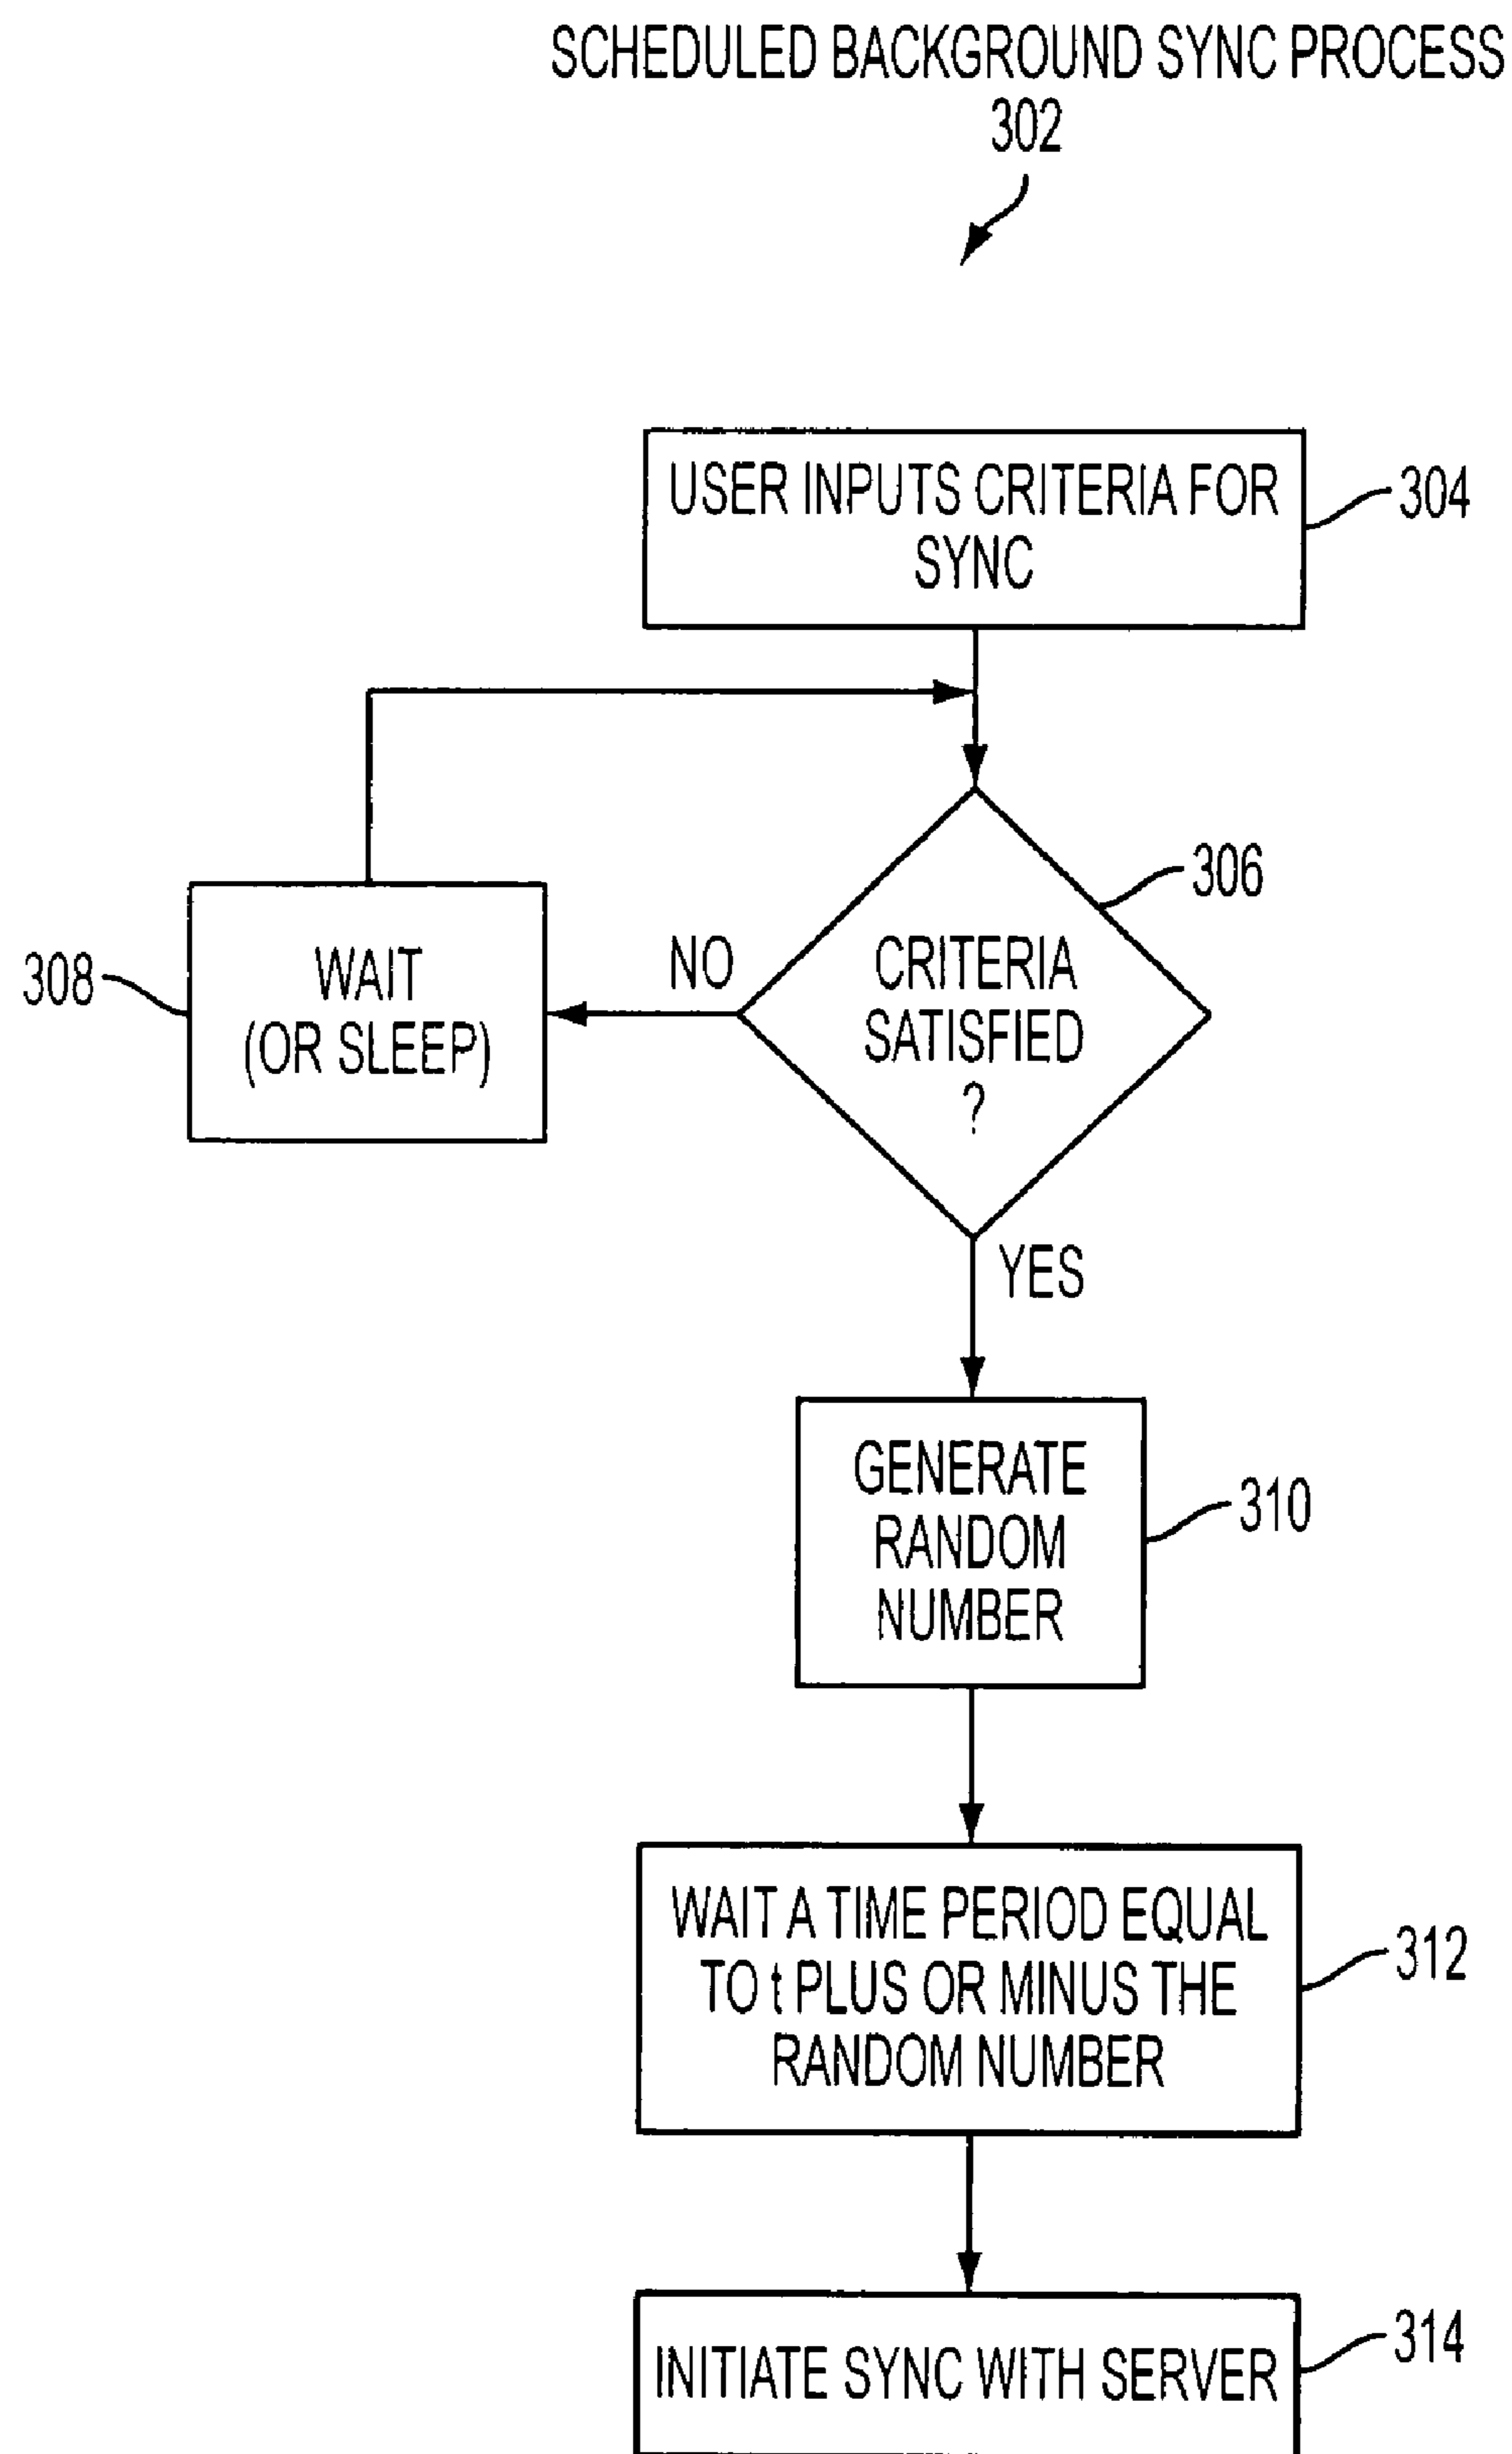 SCHEDULED BACKGROUND SYNC PROCESS
302
USER INPUTS CRITERIA FOR
SYNC
304
306
CRITERIA
SATISFIED
?
NO
308
WAIT
(OR SLEEP)
YES
GENERATE
RANDOM
NUMBER
310
WAIT A TIME PERIOD EQUAL
TO t PLUS OR MINUS THE
RANDOM NUMBER
312
INITIATE SYNC WITH SERVER
314